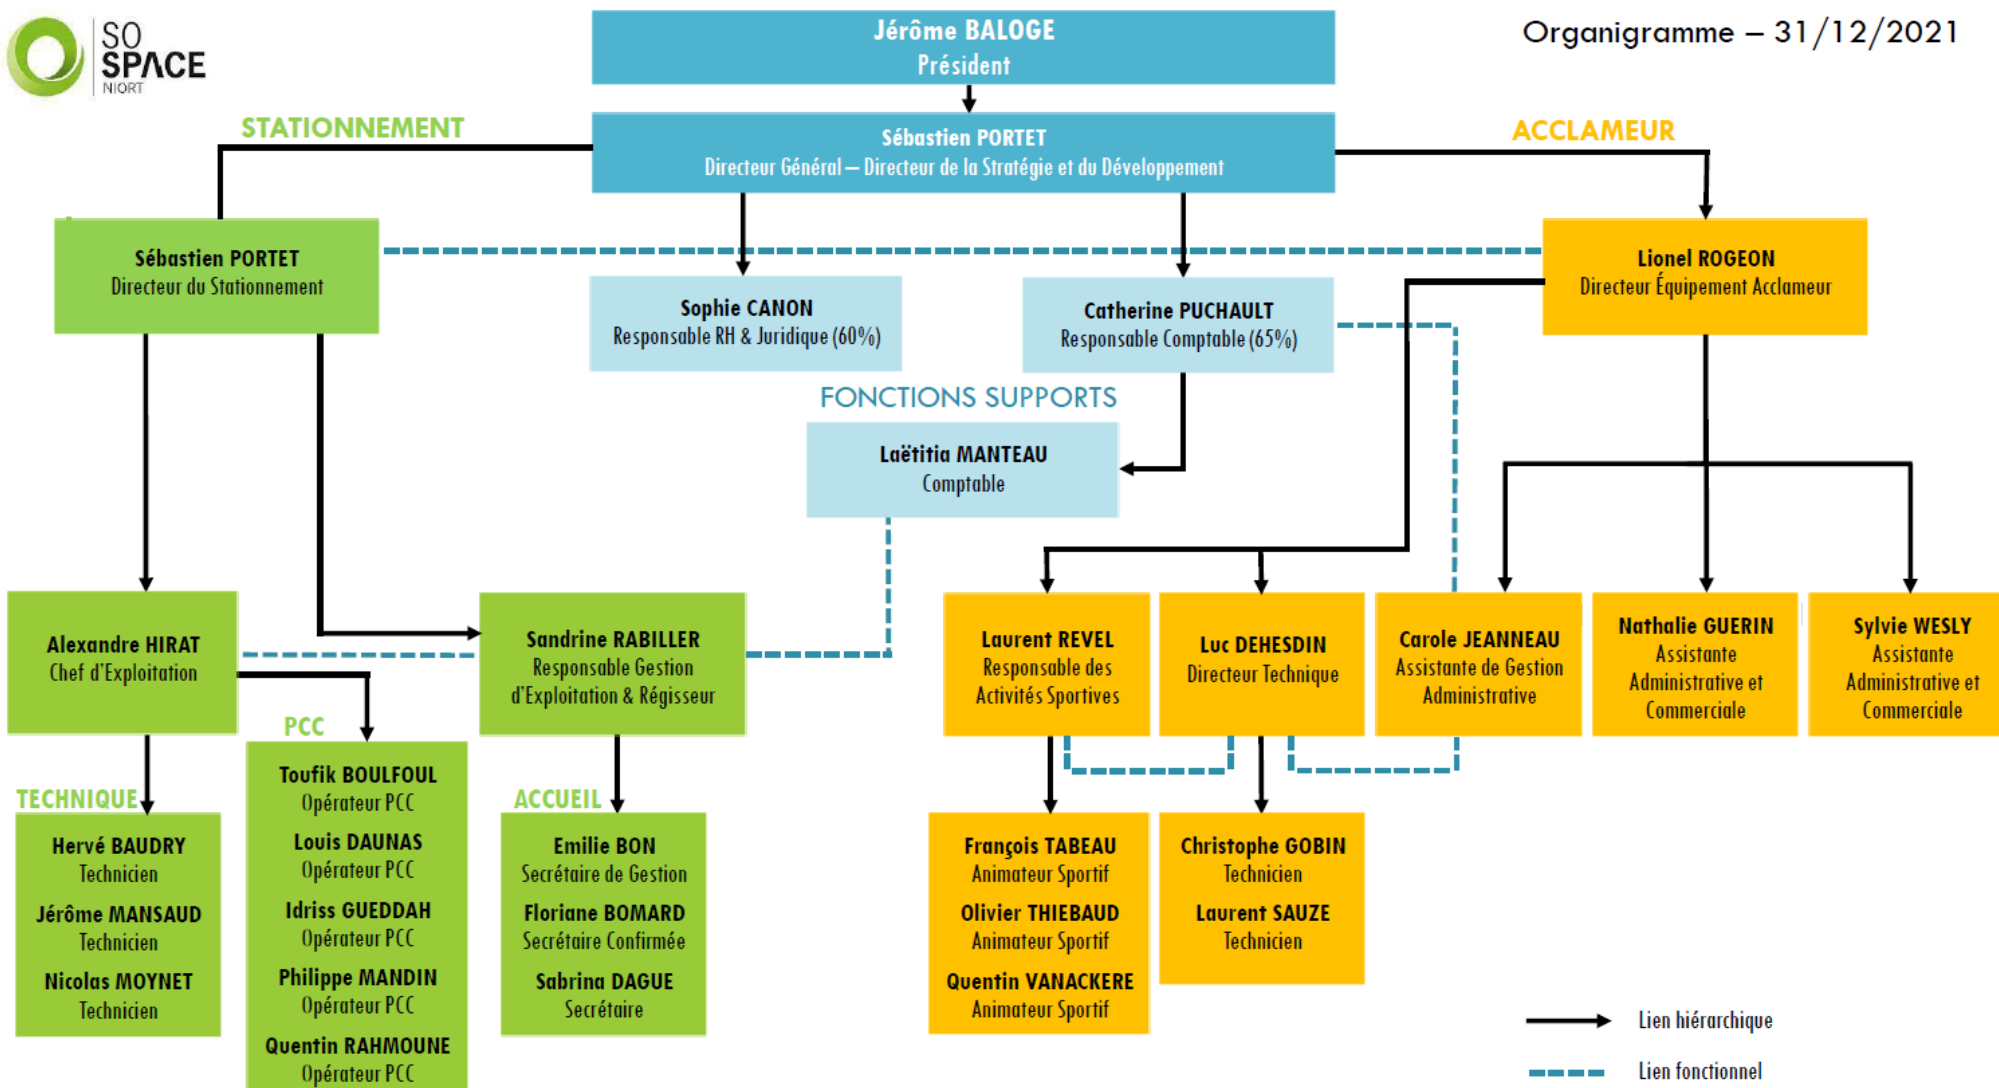 SO
SPACE
NIORT
Organigramme – 31/12/2021
Jérôme BALOGE
Président
STATIONNEMENT
Sébastien PORTET
Directeur Général – Directeur de la Stratégie et du Développement
ACCLAMEUR
Sébastien PORTET
Directeur du Stationnement
Sophie CANON
Responsable RH & Juridique (60%)
Catherine PUCHAULT
Responsable Comptable (65%)
Lionel ROGEON
Directeur Équipement Acclameur
FONCTIONS SUPPORTS
Laëtitia MANTEAU
Comptable
Alexandre HIRAT
Chef d'Exploitation
Sandrine RABILLER
Responsable Gestion
d'Exploitation & Régisseur
Laurent REVEL
Responsable des
Activités Sportives
Luc DEHESDIN
Directeur Technique
Carole JEANNEAU
Assistante de Gestion
Administrative
Nathalie GUERIN
Assistante
Administrative et
Commerciale
Sylvie WESLY
Assistante
Administrative et
Commerciale
TECHNIQUE
Hervé BAUDRY
Technicien
Jérôme MANSAUD
Technicien
Nicolas MOYNET
Technicien
PCC
Toufik BOULFOUL
Opérateur PCC
Louis DAUNAS
Opérateur PCC
Idriss GUEDDAH
Opérateur PCC
Philippe MANDIN
Opérateur PCC
Quentin RAHMOUNE
Opérateur PCC
ACCUEIL
Emilie BON
Secrétaire de Gestion
Floriane BOMARD
Secrétaire Confirmée
Sabrina DAGUE
Secrétaire
François TABEAU
Animateur Sportif
Olivier THIEBAUD
Animateur Sportif
Quentin VANACKERE
Animateur Sportif
Christophe GOBIN
Technicien
Laurent SAUZE
Technicien
Lien hiérarchique
Lien fonctionnel